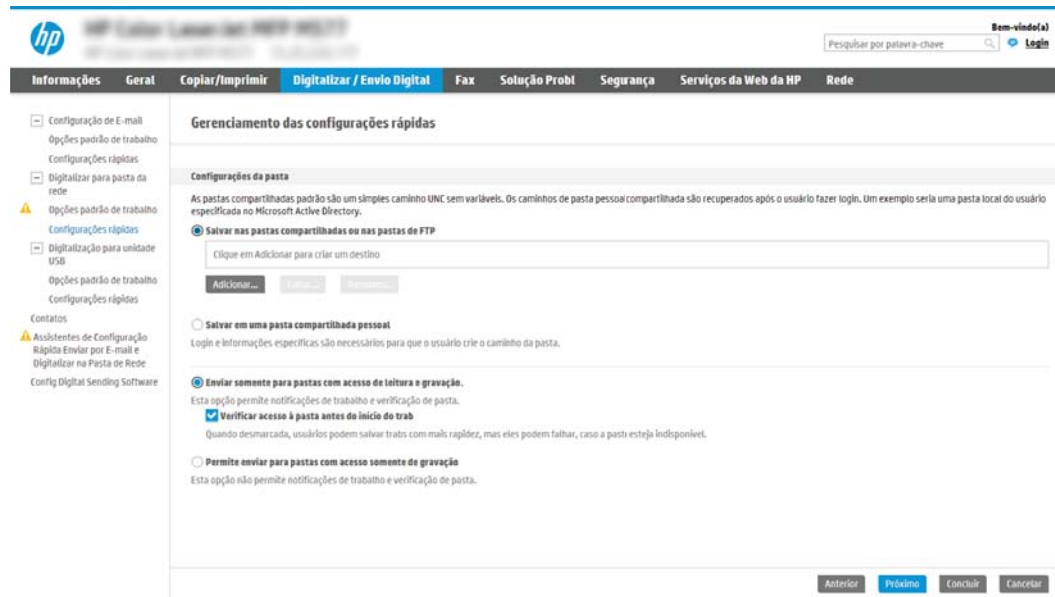 hp
HP Color LaserJet MFP M577
Bem-vindo(a)
Pesquisar por palavra-chave
Login
Informações Geral Copiar/Imprimir Digitalizar / Envio Digital Fax Solução Probl Segurança Serviços da Web da HP Rede
Configuração de E-mail
Opções padrão de trabalho
Configurações rápidas
Digitalizar para pasta da
rede
Opções padrão de trabalho
Configurações rápidas
Digitalização para unidade
USB
Opções padrão de trabalho
Configurações rápidas
Contatos
Assistentes de Configuração
Rápida Enviar por E-mail e
Digitalizar na Pasta de Rede
Config Digital Sending Software
Gerenciamento das configurações rápidas
Configurações da pasta
As pastas compartilhadas padrão são um simples caminho UNC sem variáveis. Os caminhos de pasta pessoal compartilhada são recuperados após o usuário fazer login. Um exemplo seria uma pasta local do usuário
especificada no Microsoft Active Directory.
Salvar nas pastas compartilhadas ou nas pastas de FTP
Clique em Adicionar para criar um destino
Adicionar...
Salvar em uma pasta compartilhada pessoal
Login e informações específicas são necessários para que o usuário crie o caminho da pasta.
Enviar somente para pastas com acesso de leitura e gravação.
Esta opção permite notificações de trabalho e verificação de pasta.
Verificar acesso à pasta antes do início do trab
Quando desmarcada, usuários podem salvar trabs com mais rapidez, mas eles podem falhar, caso a pasti esteja indisponível.
Permite enviar para pastas com acesso somente de gravação
Esta opção não permite notificações de trabalho e verificação de pasta.
Anterior Próximo Concluir Cancelar